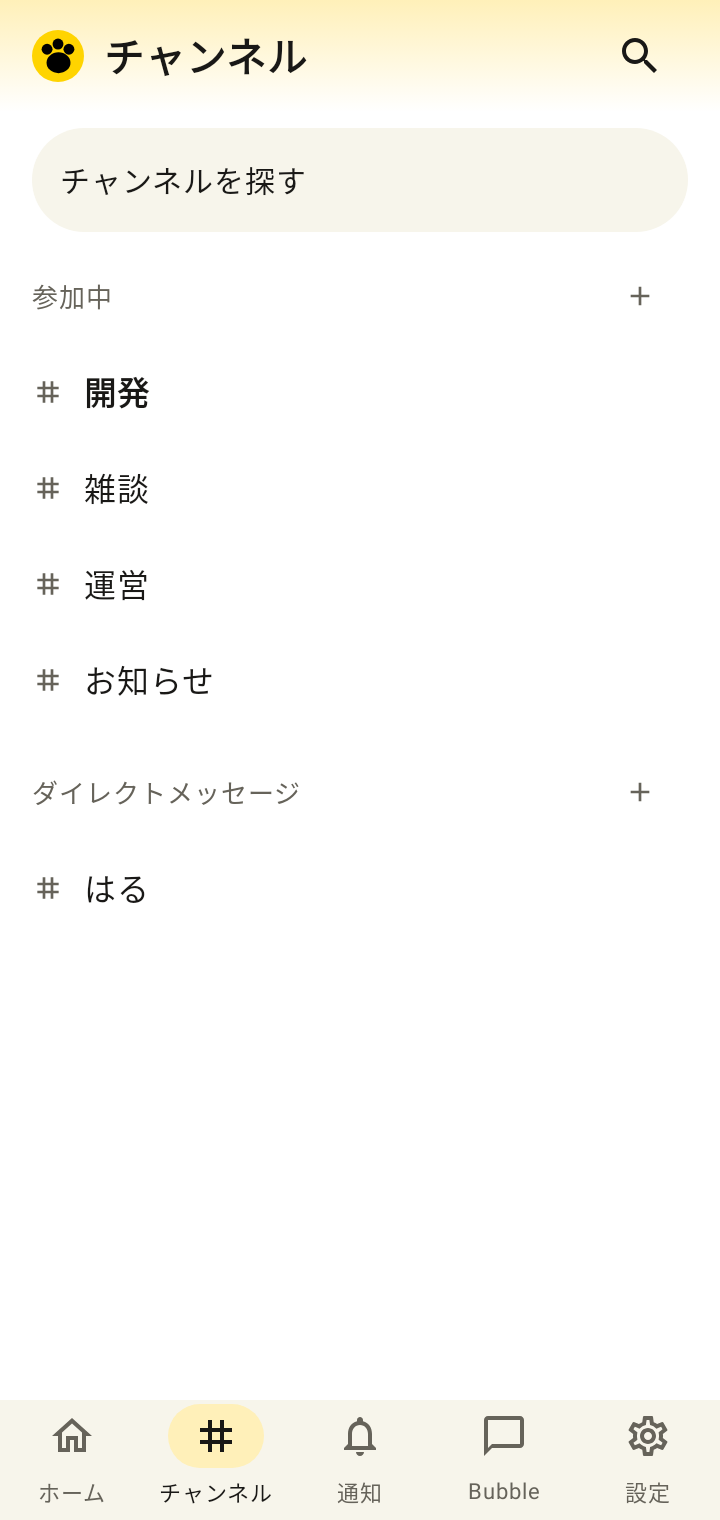 チャンネル
チャンネルを探す
参加中
# 開発
# 雑談
# 運営
# お知らせ
ダイレクトメッセージ
# はる
ホーム
チャンネル
通知
Bubble
設定